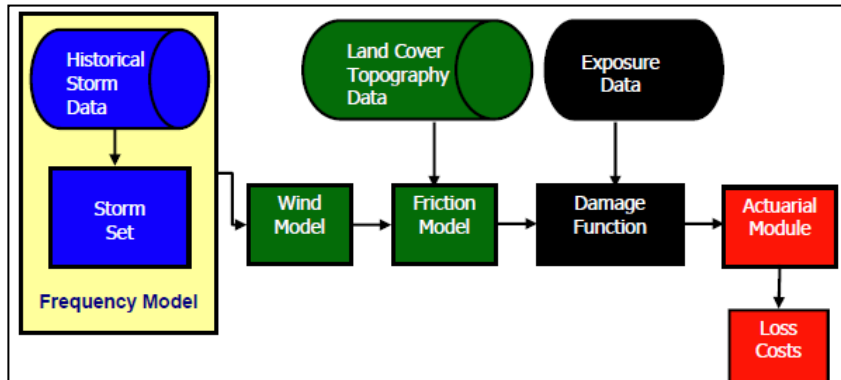 Historical
Storm
Data
Storm
Set
Frequency Model
Land Cover
Topography
Data
Exposure
Data
Wind
Model
Friction
Model
Damage
Function
Actuarial
Module
Loss
Costs